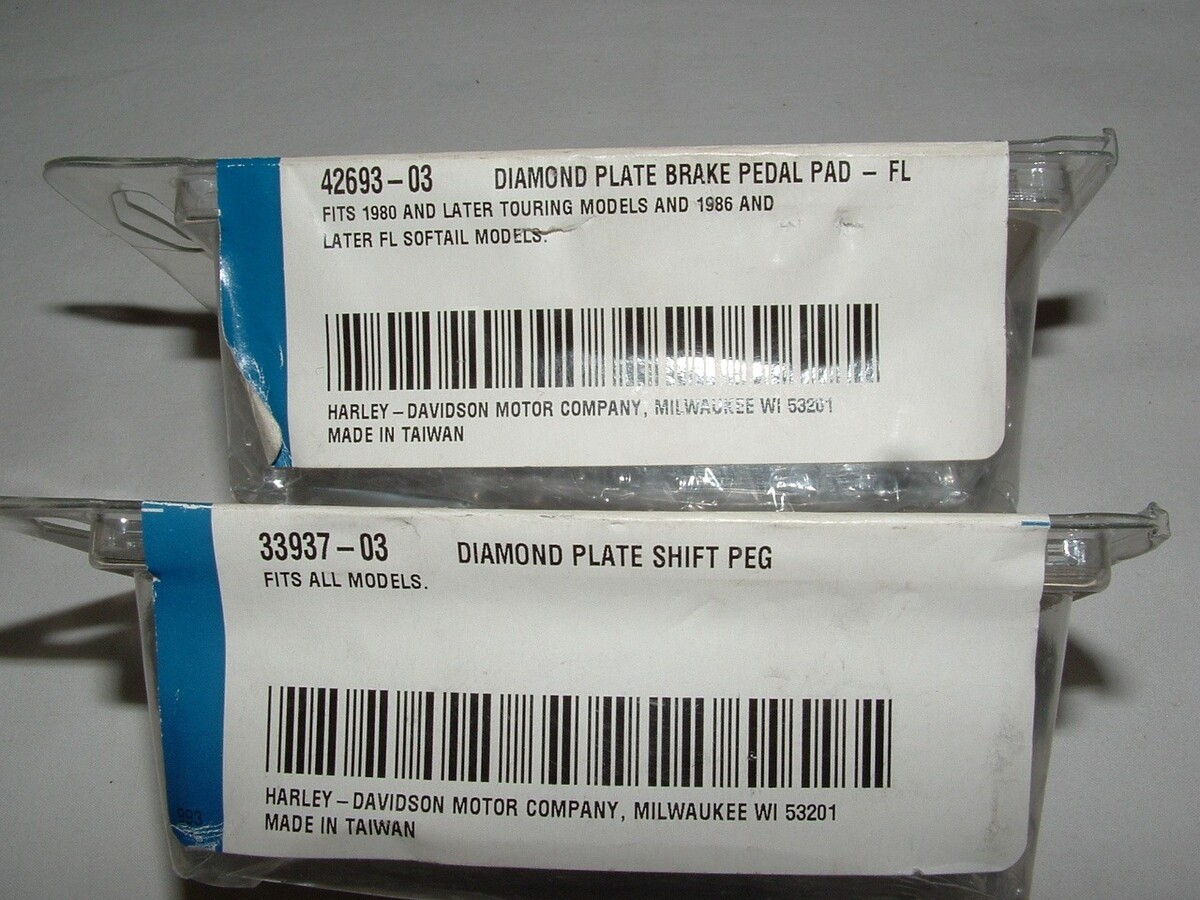 42693-03 DIAMOND PLATE BRAKE PEDAL PAD - FL
FITS 1980 AND LATER TOURING MODELS AND 1986 AND
LATER FL SOFTAIL MODELS.
HARLEY-DAVIDSON MOTOR COMPANY, MILWAUKEE WI 53201
MADE IN TAIWAN
33937-03 DIAMOND PLATE SHIFT PEG
FITS ALL MODELS.
HARLEY-DAVIDSON MOTOR COMPANY, MILWAUKEE WI 53201
MADE IN TAIWAN